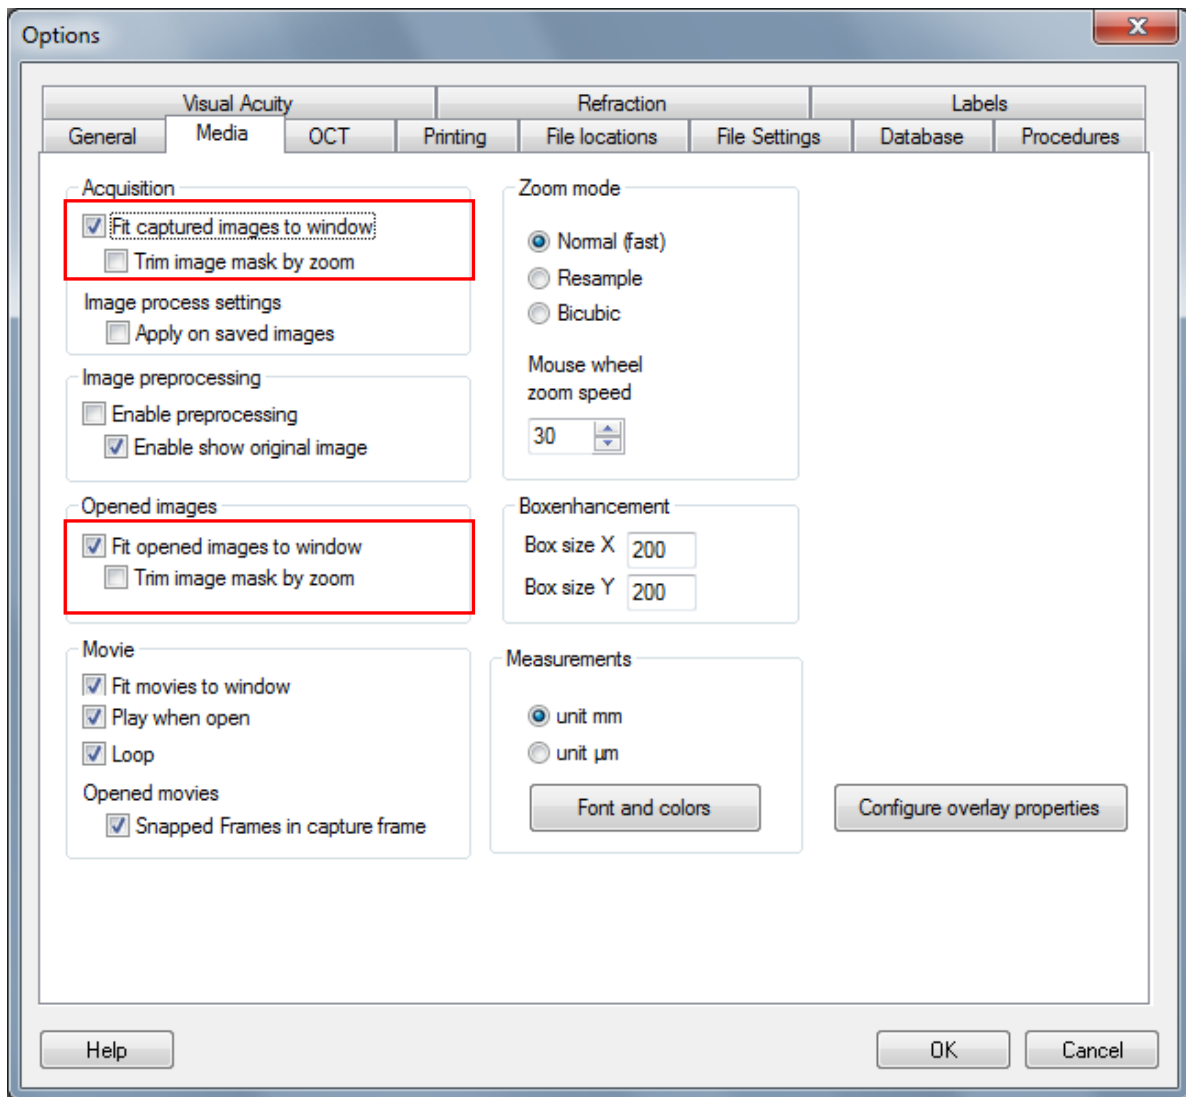 Options
X
Visual Acuity Refraction Labels
General Media OCT Printing File locations File Settings Database Procedures
Acquisition
Fit captured images to window
Trim image mask by zoom
Image process settings
Apply on saved images
Image preprocessing
Enable preprocessing
Enable show original image
Opened images
Fit opened images to window
Trim image mask by zoom
Movie
Fit movies to window
Play when open
Loop
Opened movies
Snapped Frames in capture frame
Zoom mode
Normal (fast)
Resample
Bicubic
Mouse wheel
zoom speed
30
Boxenhancement
Box size X 200
Box size Y 200
Measurements
unit mm
unit µm
Font and colors
Configure overlay properties
Help OK Cancel